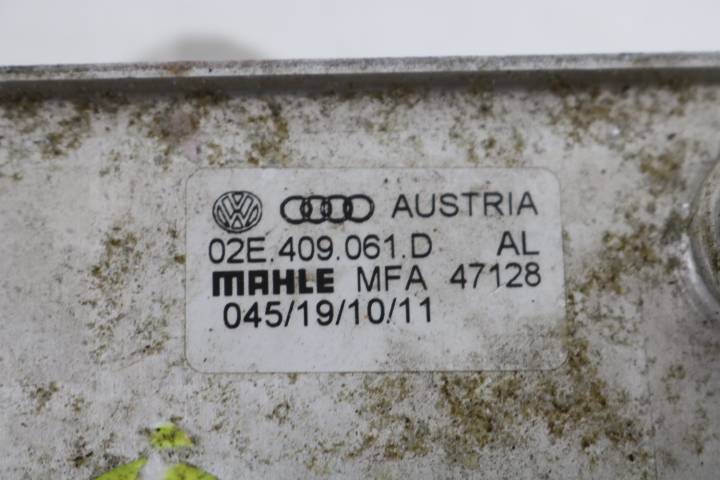 AUSTRIA
02E.409.061.D AL
MAHLE MFA 47128
045/19/10/11